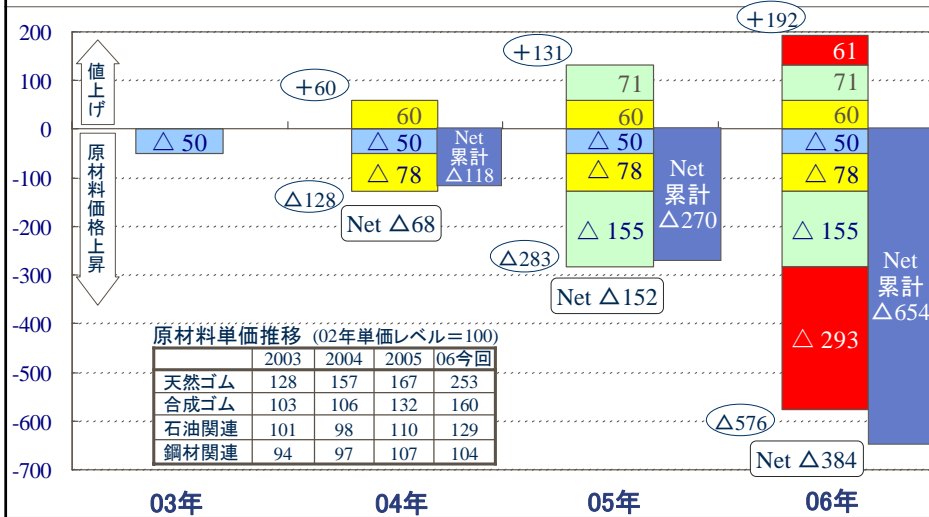 200
100
0
-100
-200
-300
-400
-500
-600
-700
値上げ
原材料価格上昇
△ 50
+60
60
△ 50
△ 78
△128
Net △68
Net
累計
△118
+131
71
60
△ 50
△ 78
△ 155
△283
Net △152
Net
累計
△270
+192
61
71
60
△ 50
△ 78
△ 155
△ 293
△576
Net △384
Net
累計
△654
原材料単価推移 (02年単価レベル=100)
2003 2004 2005 06今回
天然ゴム 128 157 167 253
合成ゴム 103 106 132 160
石油関連 101 98 110 129
鋼材関連 94 97 107 104
03年 04年 05年 06年